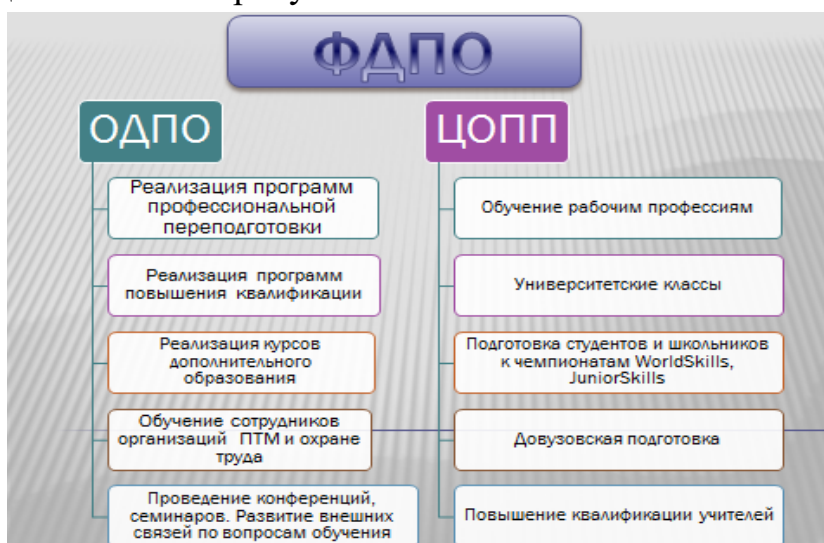 ФДПО
ОДПО
Реализация программ
профессиональной
переподготовки
Реализация программ
повышения квалификации
Реализация курсов
дополнительного
образования
Обучение сотрудников
организаций ПТМ и охране
труда
Проведение конференций,
семинаров. Развитие внешних
связей по вопросам обучения
ЦОПП
Обучение рабочим профессиям
Университетские классы
Подготовка студентов и школьников
к чемпионатам WorldSkills,
JuniorSkills
Довузовская подготовка
Повышение квалификации учителей